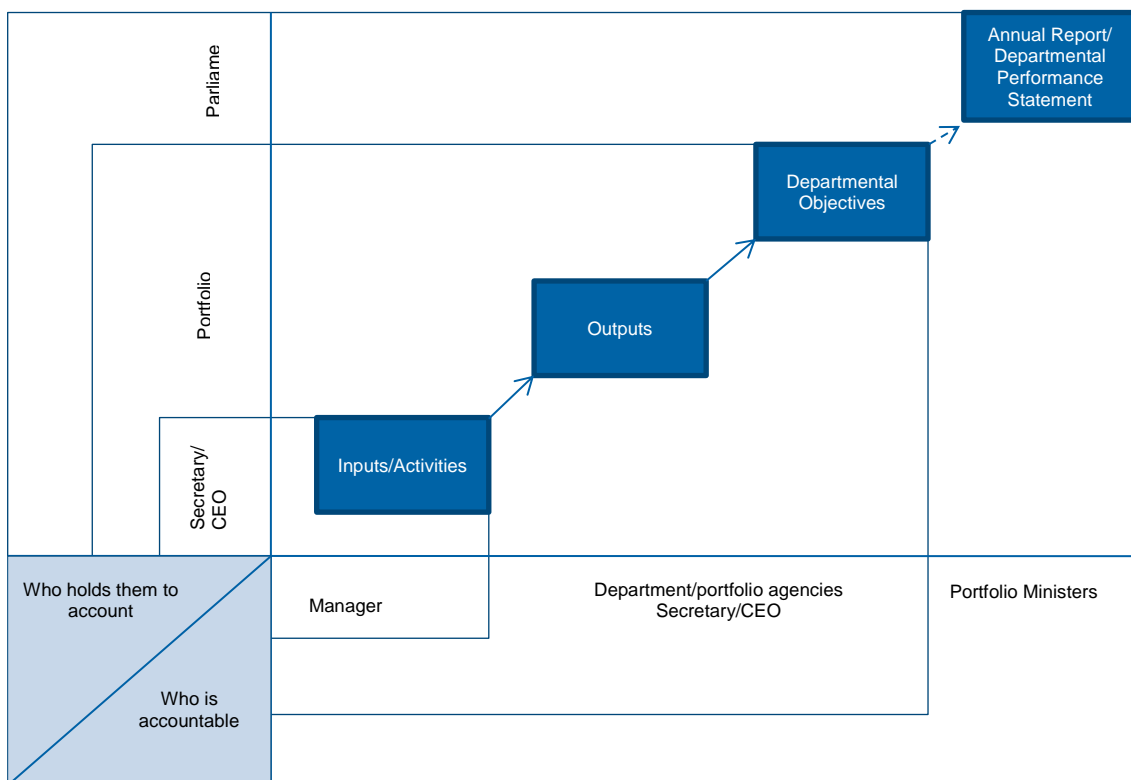 Annual Report/
Departmental
Performance
Statement
Parliame
Departmental
Objectives
Portfolio
Outputs
Inputs/Activities
Secretary/
CEO
Who holds them to
account
Manager
Department/portfolio agencies
Secretary/CEO
Portfolio Ministers
Who is
accountable